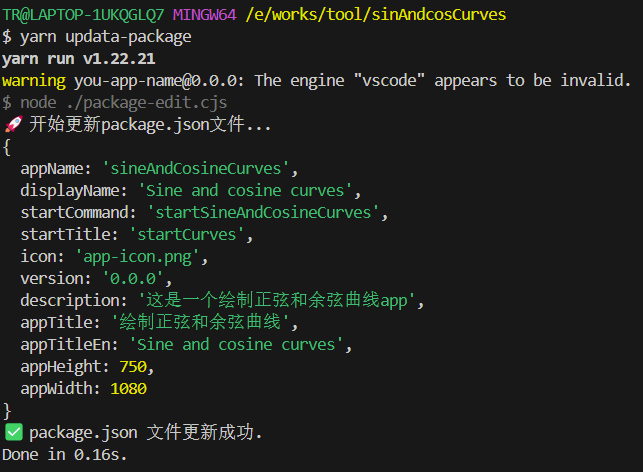 TR@LAPTOP-1UKQGLQ7 MINGW64 /e/works/tool/sinAndcosCurves
$ yarn updata-package
yarn run v1.22.21
warning you-app-name@0.0.0: The engine "vscode" appears to be invalid.
$ node ./package-edit.cjs
🚀 开始更新package.json文件...
{
  appName: 'sineAndCosineCurves',
  displayName: 'Sine and cosine curves',
  startCommand: 'startSineAndCosineCurves',
  startTitle: 'startCurves',
  icon: 'app-icon.png',
  version: '0.0.0',
  description: '这是一个绘制正弦和余弦曲线app',
  appTitle: '绘制正弦和余弦曲线',
  appTitleEn: 'Sine and cosine curves',
  appHeight: 750,
  appWidth: 1080
}
✅ package.json 文件更新成功.
Done in 0.16s.